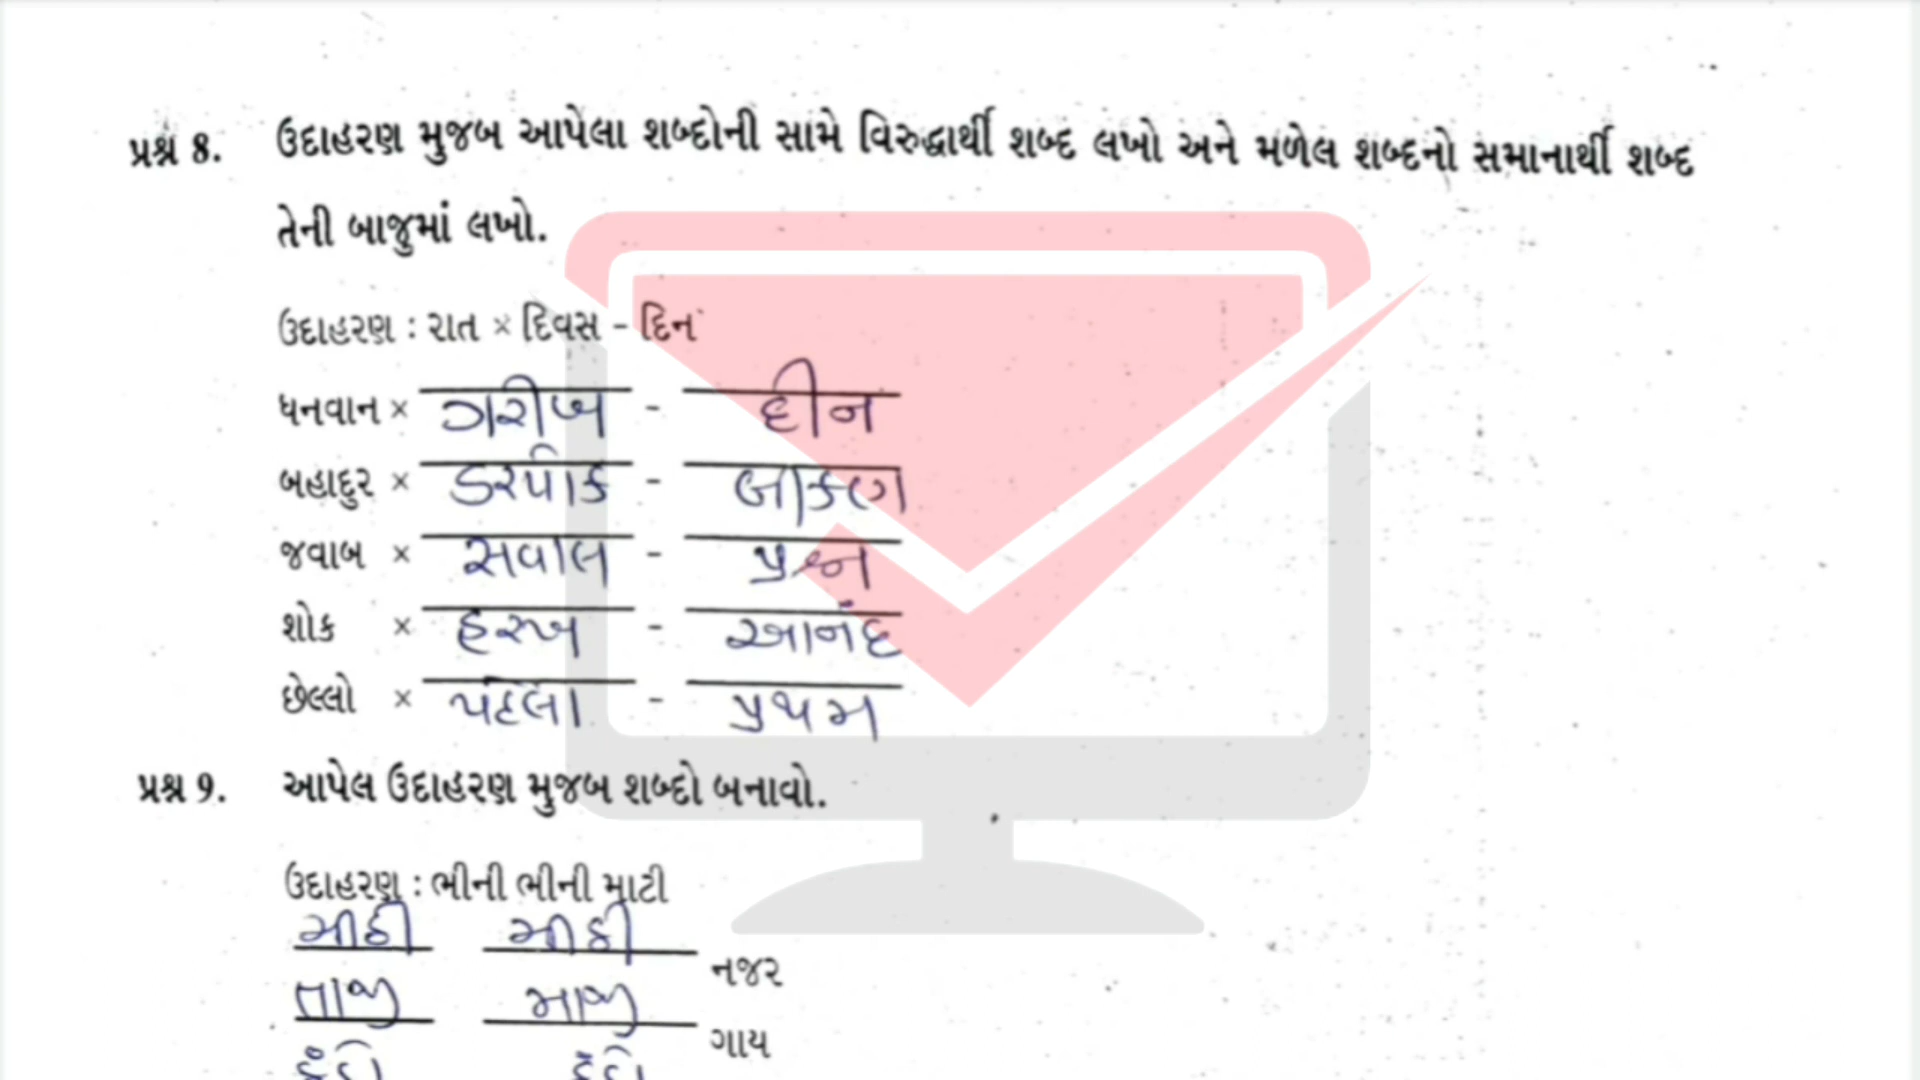 પ્રશ્ન 8. ઉદાહરણ મુજબ આપેલા શબ્દોની સામે વિરુદ્ધાર્થી શબ્દ લખો અને મળેલ શબ્દનો સમાનાર્થી શબ્દ
તેની બાજુમાં લખો.
ઉદાહરણ : રાત × દિવસ - દિન
ધનવાન × ગરીબ - દીન
બહાદુર × ડરપોક - બીકણ
જવાબ × સવાલ - પ્રશ્ન
શોક × હરખ - આનંદ
છેલ્લો × પહેલા - પ્રથમ
પ્રશ્ન 9. આપેલ ઉદાહરણ મુજબ શબ્દો બનાવો.
ઉદાહરણ : ભીની ભીની માટી
મીઠી મીઠી નજર
તાજી માજી ગાય